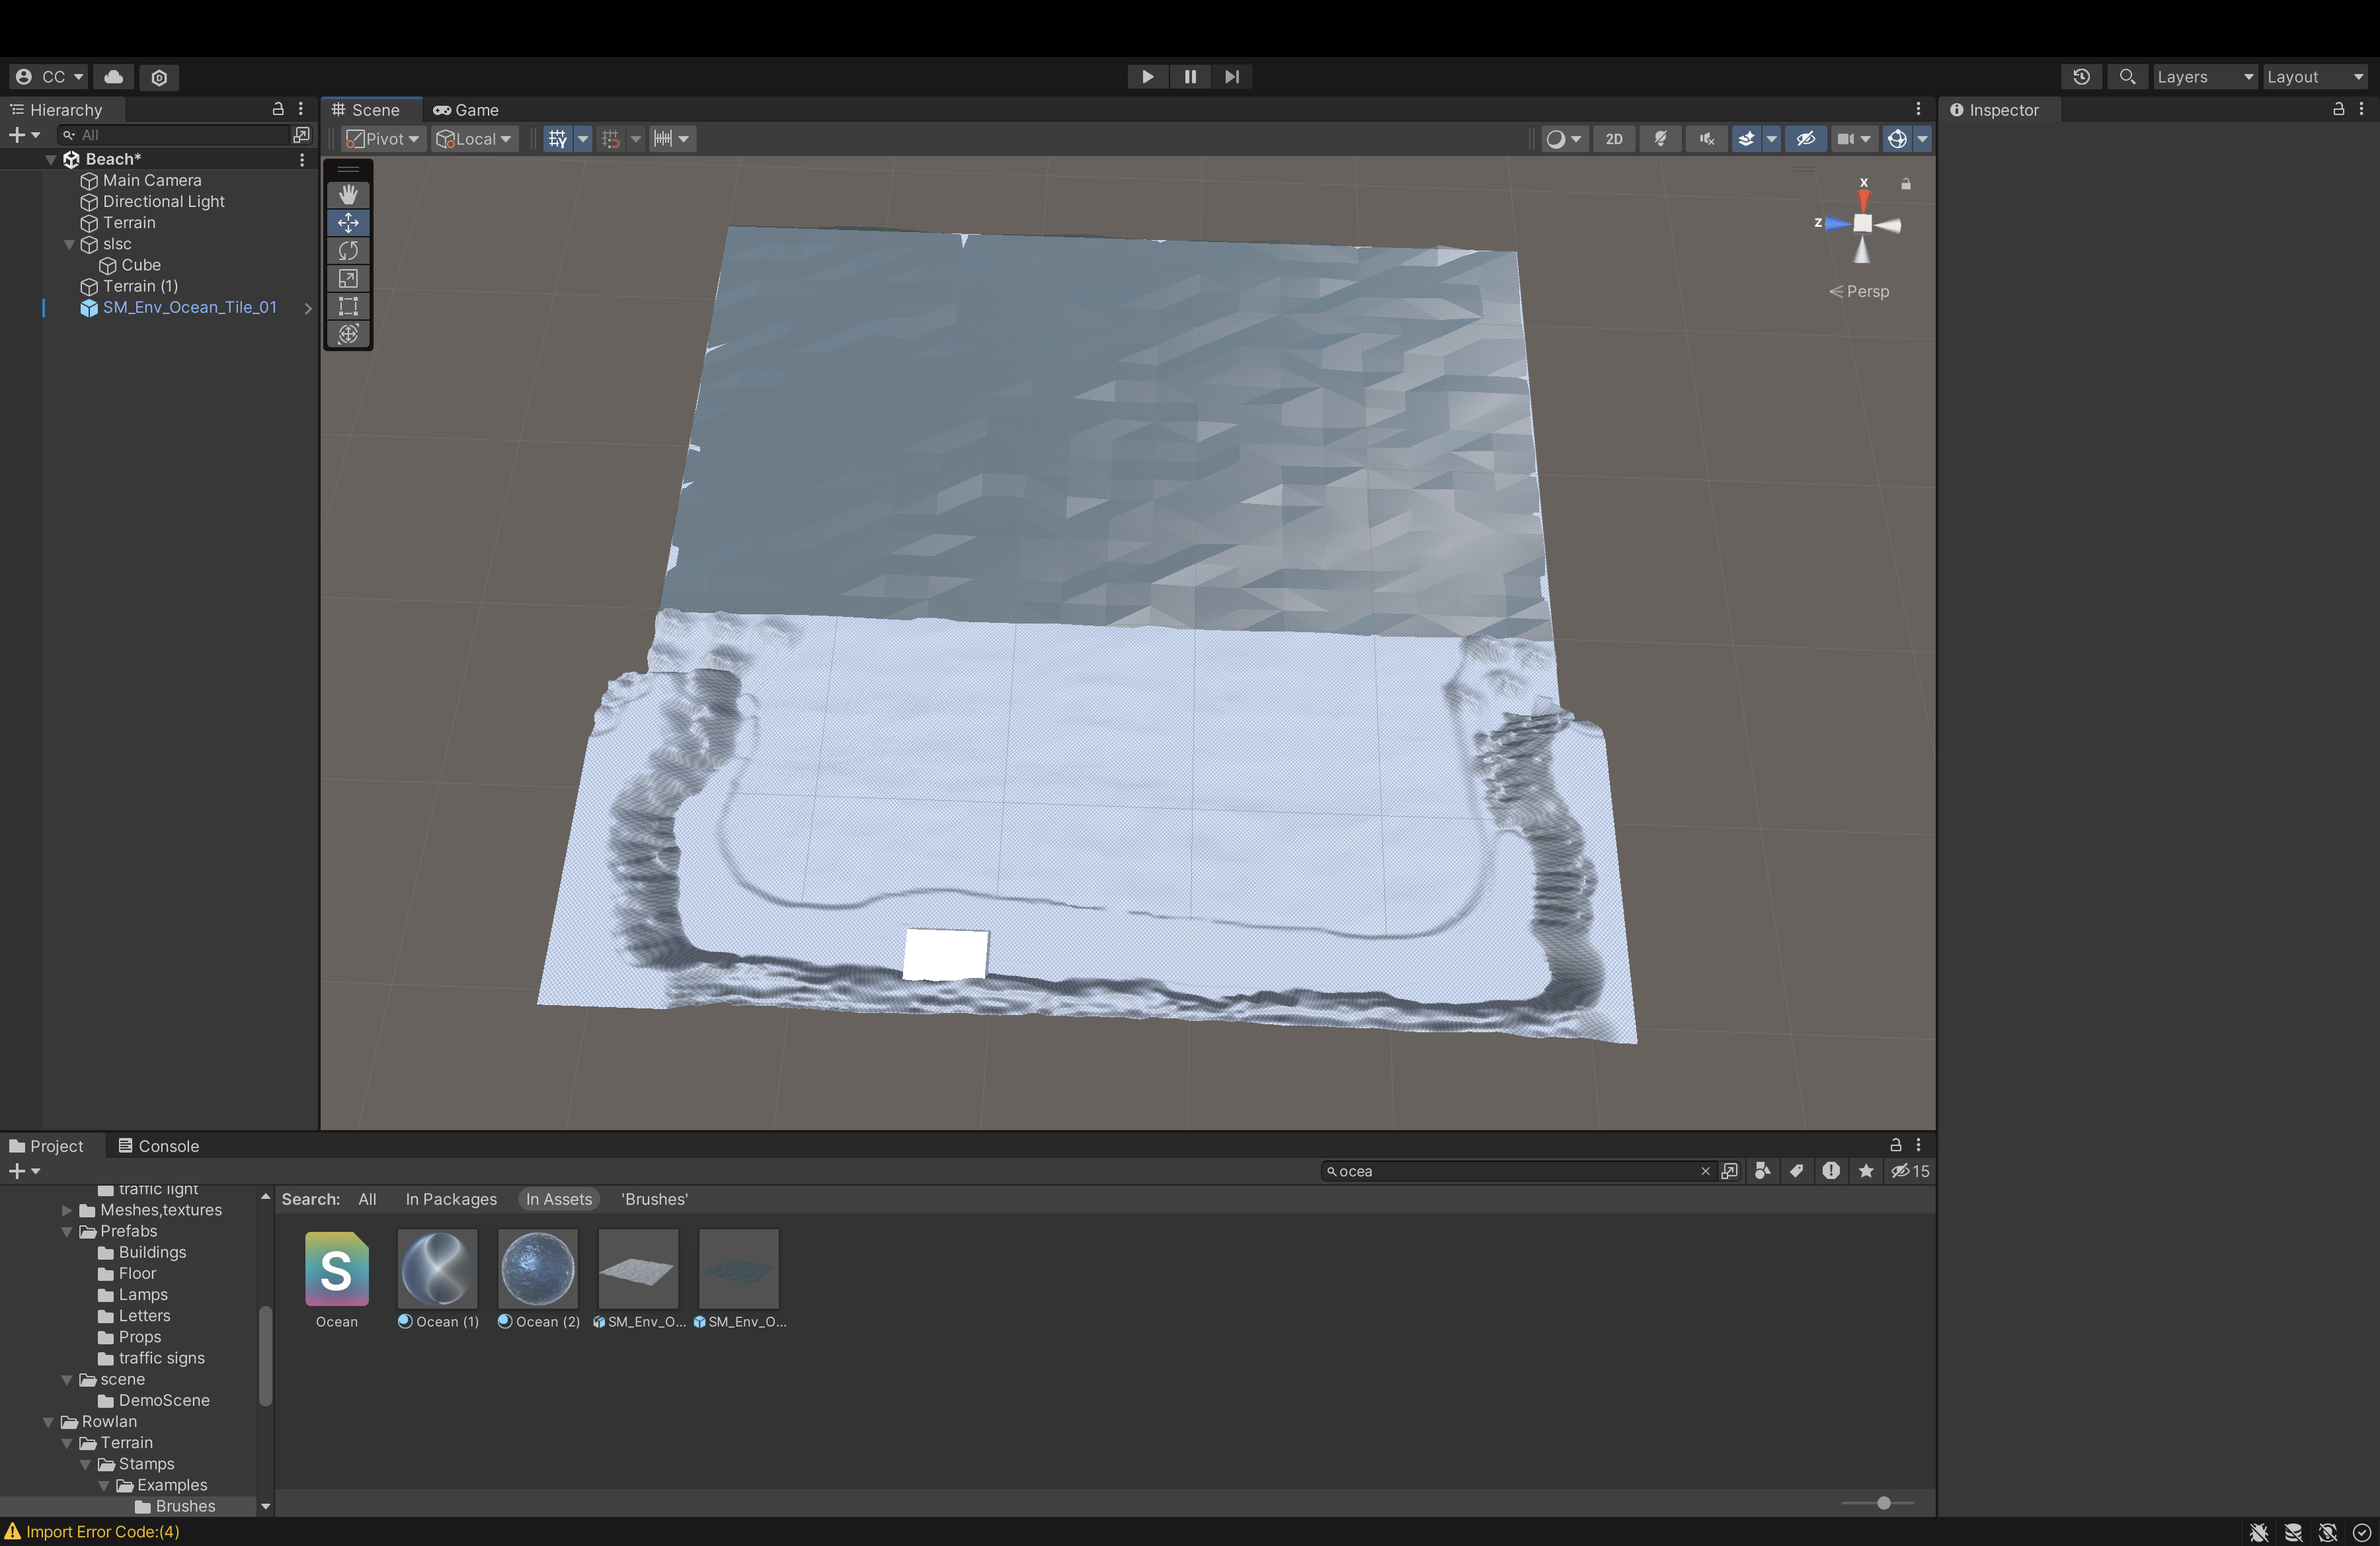 CC
Layers
Layout
Hierarchy
Scene
Game
Inspector
All
Pivot
Local
2D
Beach*
Main Camera
Directional Light
Terrain
slsc
Cube
Terrain (1)
SM_Env_Ocean_Tile_01
x
z
Persp
Project
Console
ocea
15
traffic light
Meshes,textures
Prefabs
Buildings
Floor
Lamps
Letters
Props
traffic signs
scene
DemoScene
Rowlan
Terrain
Stamps
Examples
Brushes
Search:
All
In Packages
In Assets
'Brushes'
S
Ocean
Ocean (1)
Ocean (2)
SM_Env_O...
SM_Env_O...
Import Error Code:(4)